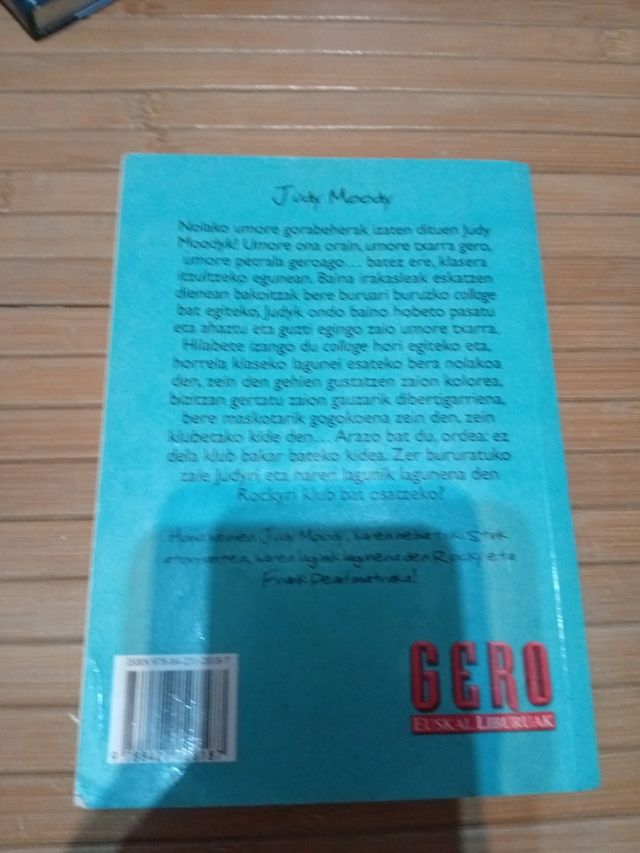 Judy Moody
Nolako umore gorabeherak izaten dituen Judy
Moodyk! Umore ona orain, umore txarra gero,
umore petrala geroago... batez ere, klasera
itzultzeko egunean. Baina irakasleak eskatzen
dienean bakoitzak bere buruari buruzko collage
bat egiteko, Judyk ondo baino hobeto pasatu
eta ahaztu eta guzti egingo zaio umore txarra.
Hilabete izango du collage hori egiteko eta,
horrela klaseko lagunei esateko bera nolakoa
den, zein den gehien gustatzen zaion kolorea,
bizitzan gertatu zaion gauzarik dibertigarriena,
bere maskotarik gogokoena zein den, zein
klubetako kide den... Arazo bat du, ordea: ez
dela klub bakar bateko kidea. Zer bururatuko
zaie Judyri eta haren lagunik lagunena den
Rockyri klub bat osatzeko?
Hona hemen Judy Moody, haren neba txiki Stink
haren lagunik lagunena den Rocky eta
Frank Pearl
GERO
EUSKAL LIBURUAK